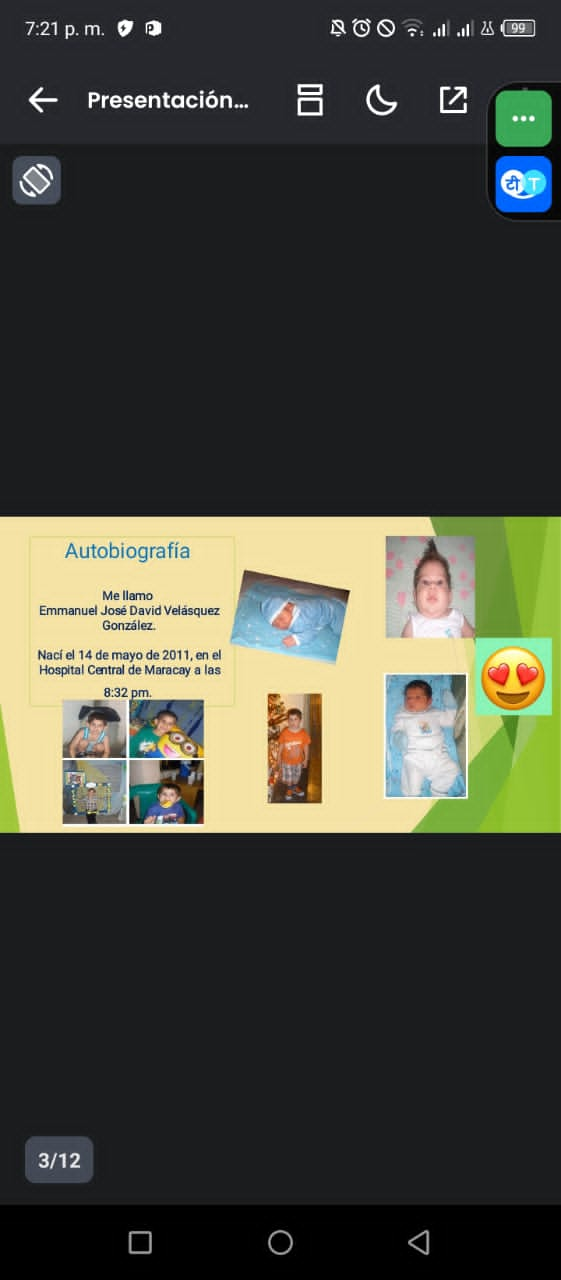 7:21 p. m.
99
Presentación...
टी T
Autobiografía
Me llamo
Emmanuel José David Velásquez
González.
Nací el 14 de mayo de 2011, en el
Hospital Central de Maracay a las
8:32 pm.
3/12